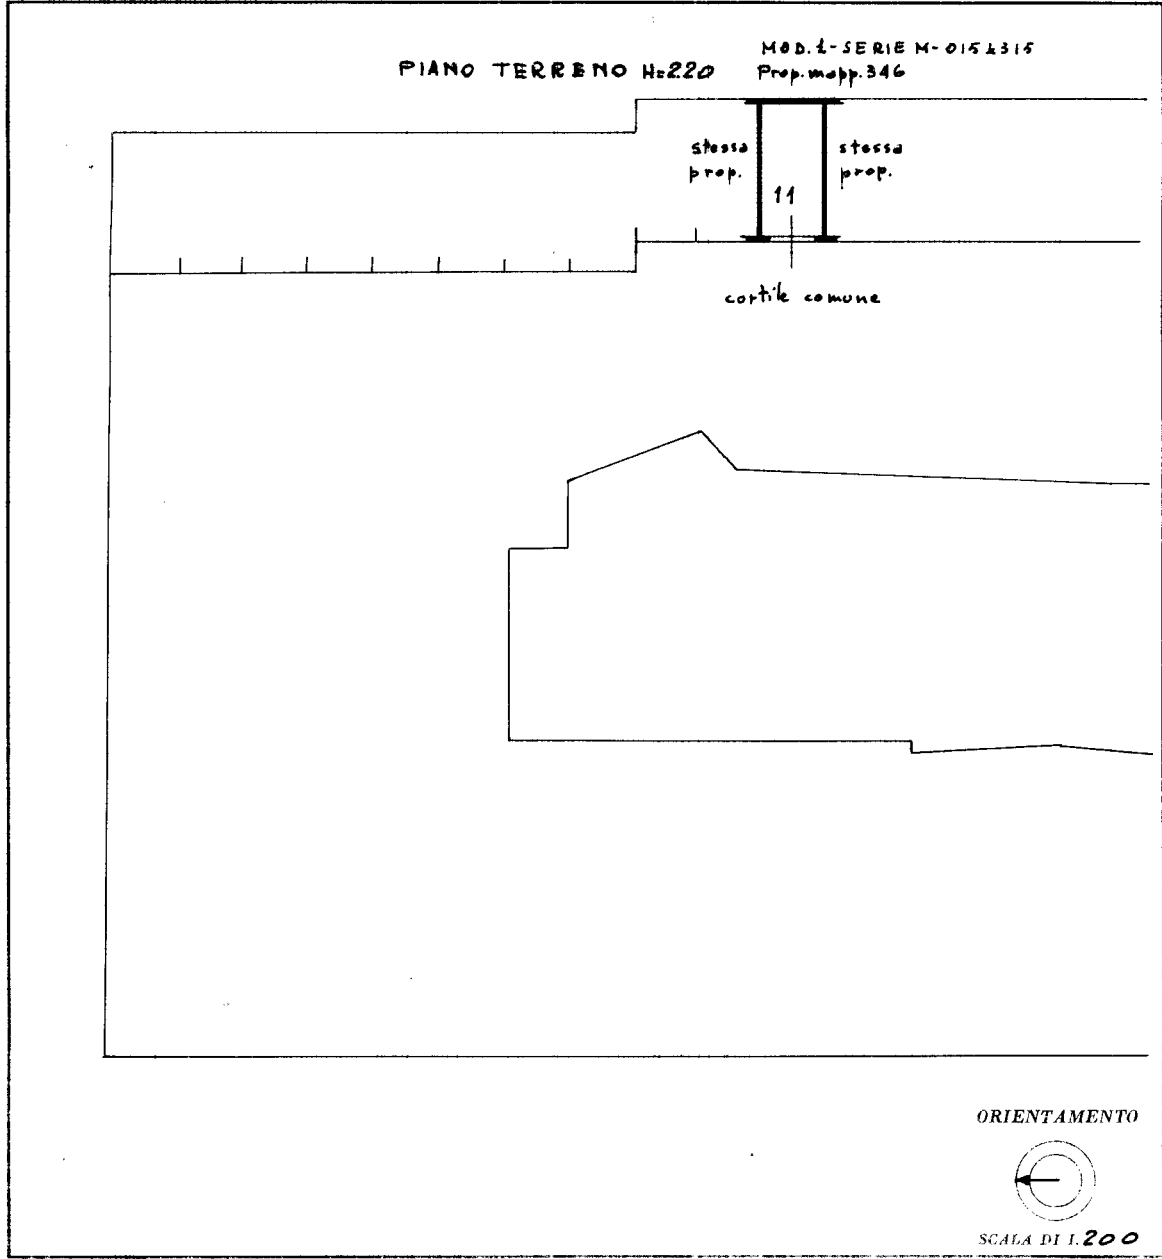 MOD. 1-SERIE M-0154315
PIANO TERRENO H=220
Prop. mapp. 346
stessa
prop.
stessa
prop.
11
cortile comune
ORIENTAMENTO
SCALA DI 1.200